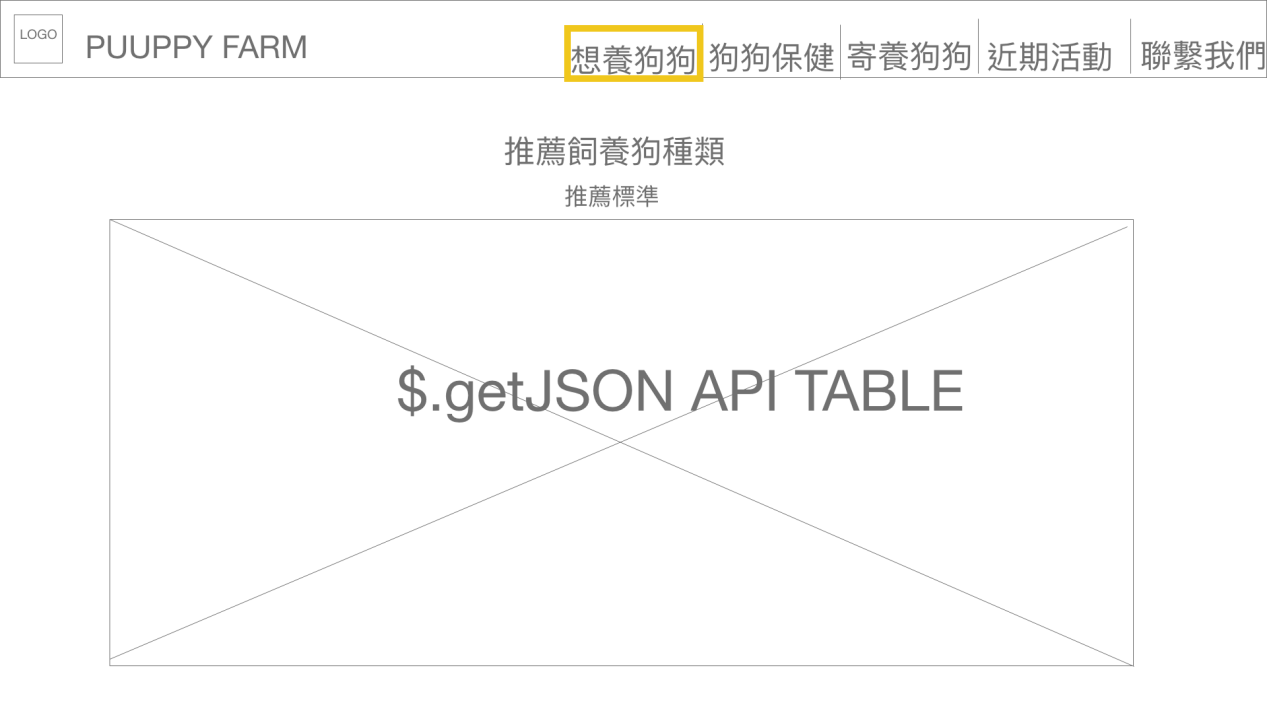 LOGO
PUUPPY FARM
想養狗狗
狗狗保健
寄養狗狗
近期活動
聯繫我們
推薦飼養狗種類
推薦標準
$.getJSON API TABLE